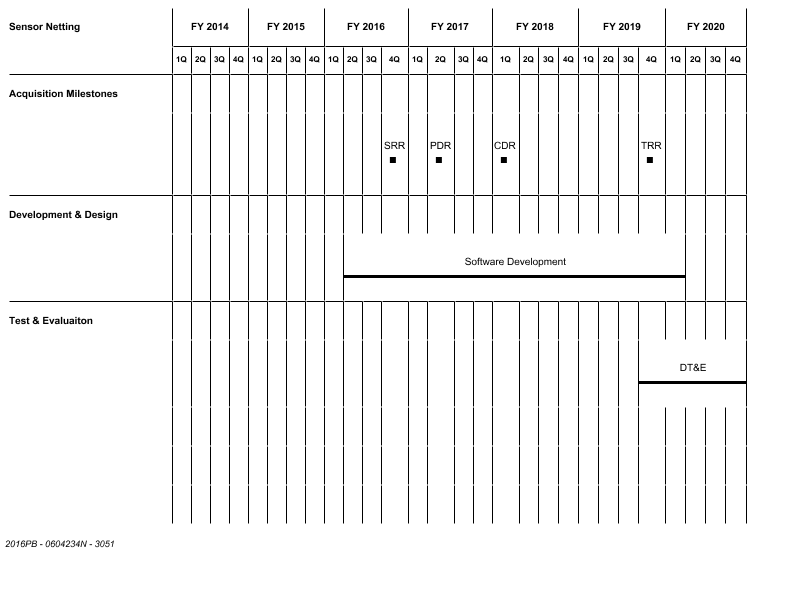 Sensor Netting FY 2014 FY 2015 FY 2016 FY 2017 FY 2018 FY 2019 FY 2020
1Q 2Q 3Q 4Q 1Q 2Q 3Q 4Q 1Q 2Q 3Q 4Q 1Q 2Q 3Q 4Q 1Q 2Q 3Q 4Q 1Q 2Q 3Q 4Q 1Q 2Q 3Q 4Q
Acquisition Milestones
SRR PDR CDR TRR
Development & Design
Software Development
Test & Evaluaiton
DT&E
2016PB - 0604234N - 3051